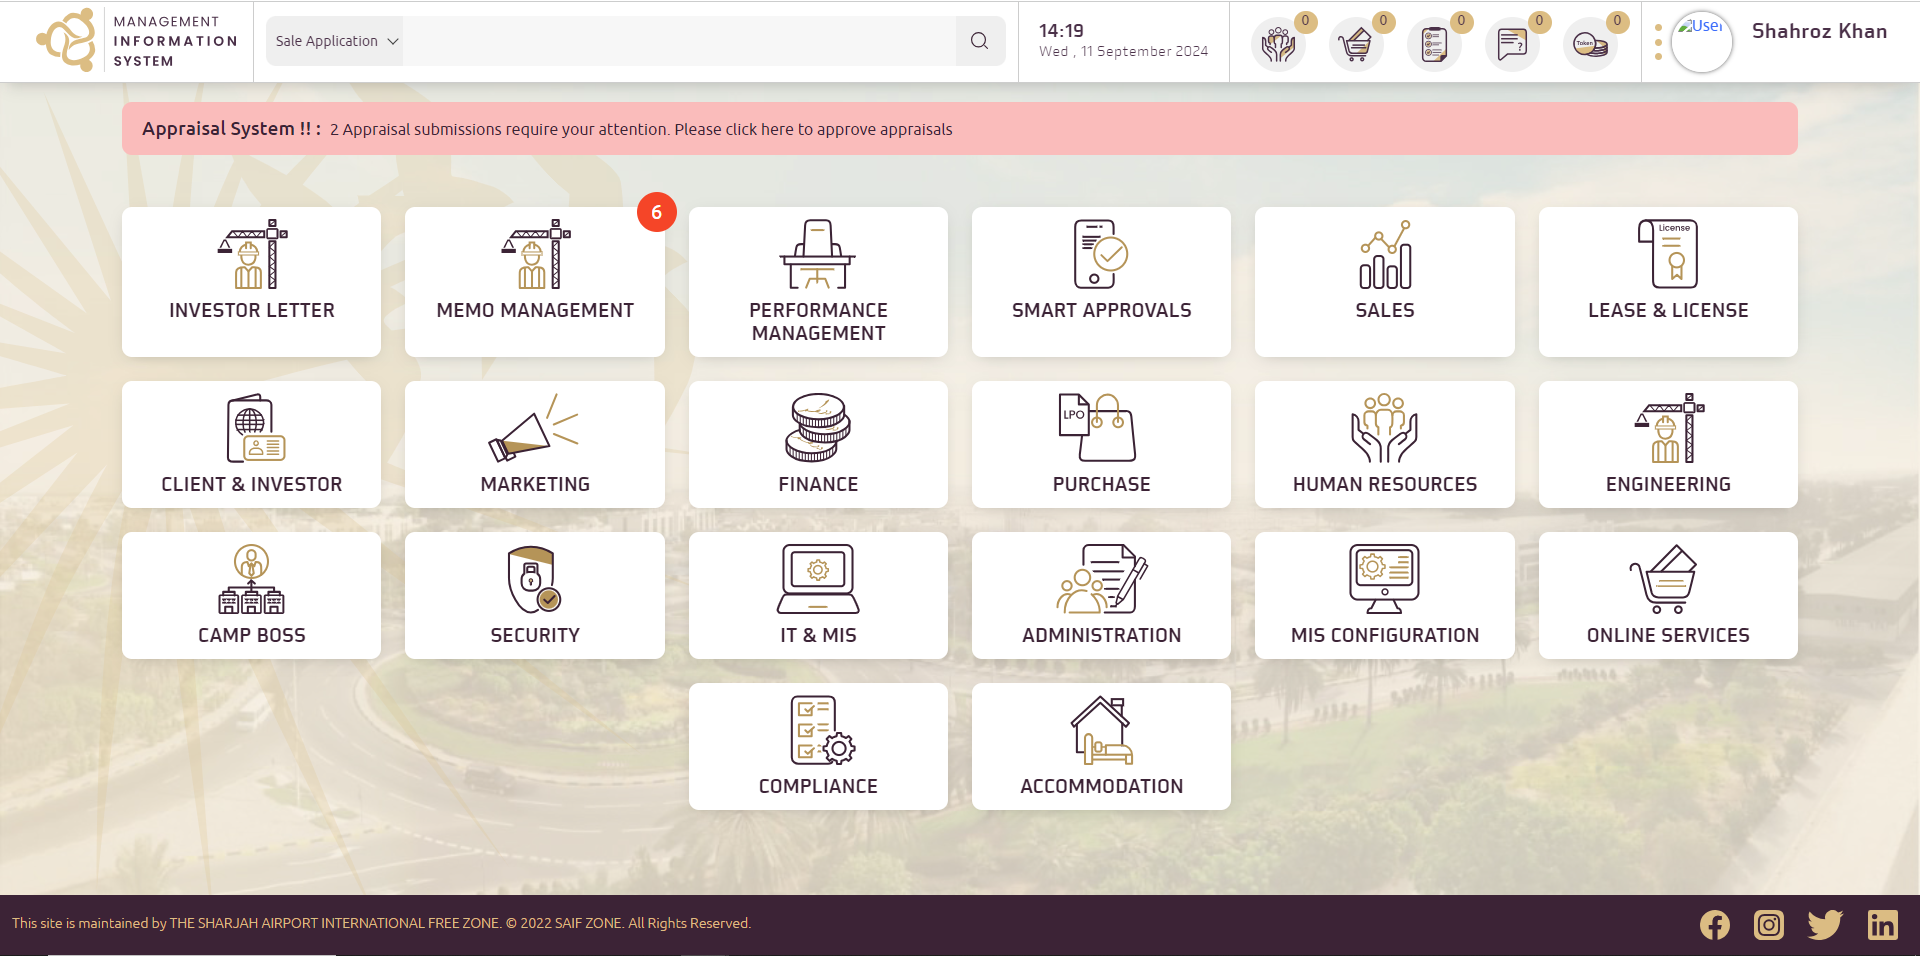 MANAGEMENT
INFORMATION
SYSTEM
Sale Application
14:19
Wed , 11 September 2024
0
0
0
0
0
Token
User
Shahroz Khan
Appraisal System !! : 2 Appraisal submissions require your attention. Please click here to approve appraisals
6
INVESTOR LETTER
MEMO MANAGEMENT
PERFORMANCE
MANAGEMENT
SMART APPROVALS
SALES
License
LEASE & LICENSE
CLIENT & INVESTOR
MARKETING
FINANCE
LPO
PURCHASE
HUMAN RESOURCES
ENGINEERING
CAMP BOSS
SECURITY
IT & MIS
ADMINISTRATION
MIS CONFIGURATION
ONLINE SERVICES
COMPLIANCE
ACCOMMODATION
This site is maintained by THE SHARJAH AIRPORT INTERNATIONAL FREE ZONE. © 2022 SAIF ZONE. All Rights Reserved.